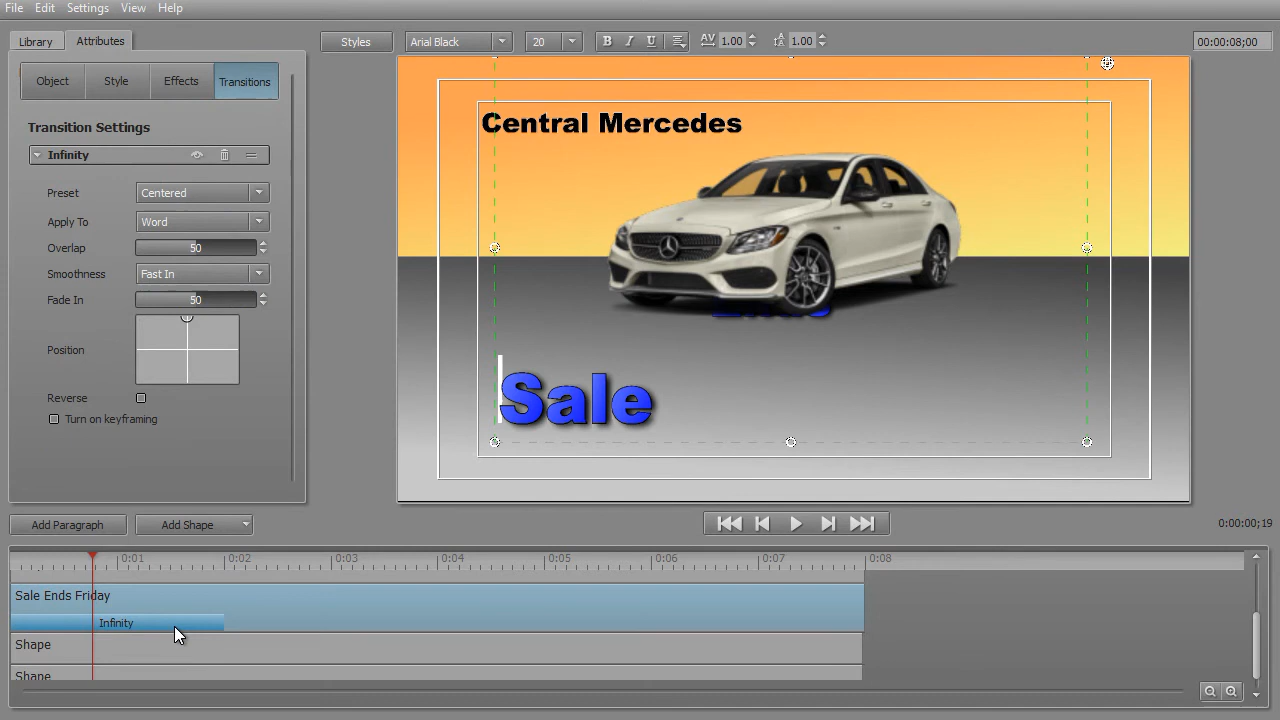 File Edit Settings View Help
Library Attributes
Styles Arial Black 20 B I U AV 1.00 A 1.00 00:00:08;00
Object Style Effects Transitions
Transition Settings
Infinity
Preset Centered
Apply To Word
Overlap 50
Smoothness Fast In
Fade In 50
Position
Reverse
Turn on keyframing
Central Mercedes
Sale
Add Paragraph Add Shape 0:00:00;19
0:01 0:02 0:03 0:04 0:05 0:06 0:07 0:08
Sale Ends Friday
Infinity
Shape
Shape